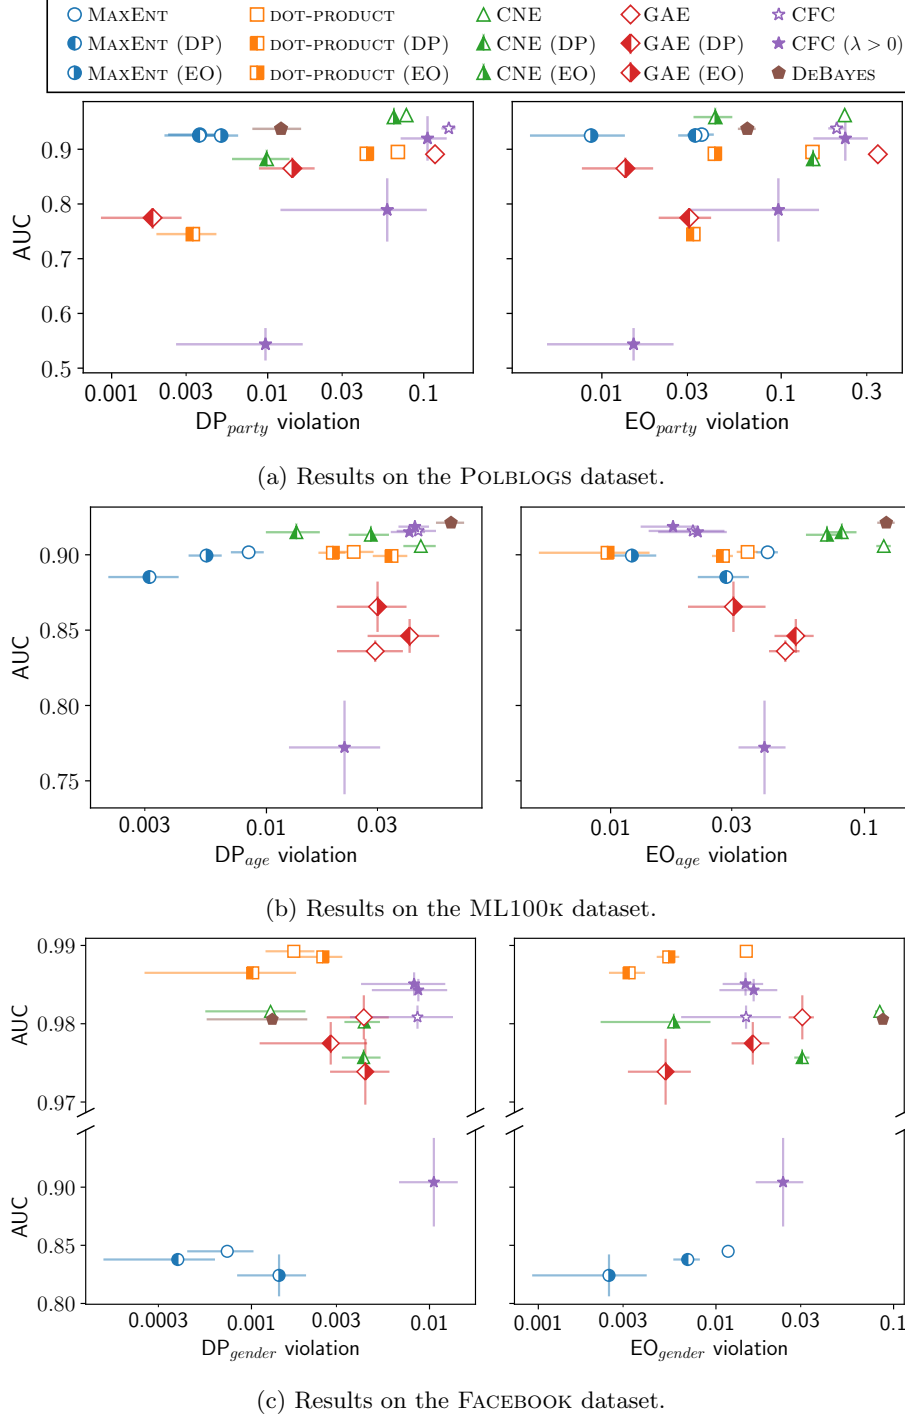 MAXENT DOT-PRODUCT CNE GAE CFC
MAXENT (DP) DOT-PRODUCT (DP) CNE (DP) GAE (DP) CFC (λ > 0)
MAXENT (EO) DOT-PRODUCT (EO) CNE (EO) GAE (EO) DEBAYES
AUC
0.9
0.8
0.7
0.6
0.5
0.001 0.003 0.01 0.03 0.1
DP_party violation
0.01 0.03 0.1 0.3
EO_party violation
(a) Results on the POLBLOGS dataset.
AUC
0.90
0.85
0.80
0.75
0.003 0.01 0.03
DP_age violation
0.01 0.03 0.1
EO_age violation
(b) Results on the ML100K dataset.
AUC
0.99
0.98
0.97
AUC
0.90
0.85
0.80
0.0003 0.001 0.003 0.01
DP_gender violation
0.001 0.003 0.01 0.03 0.1
EO_gender violation
(c) Results on the FACEBOOK dataset.